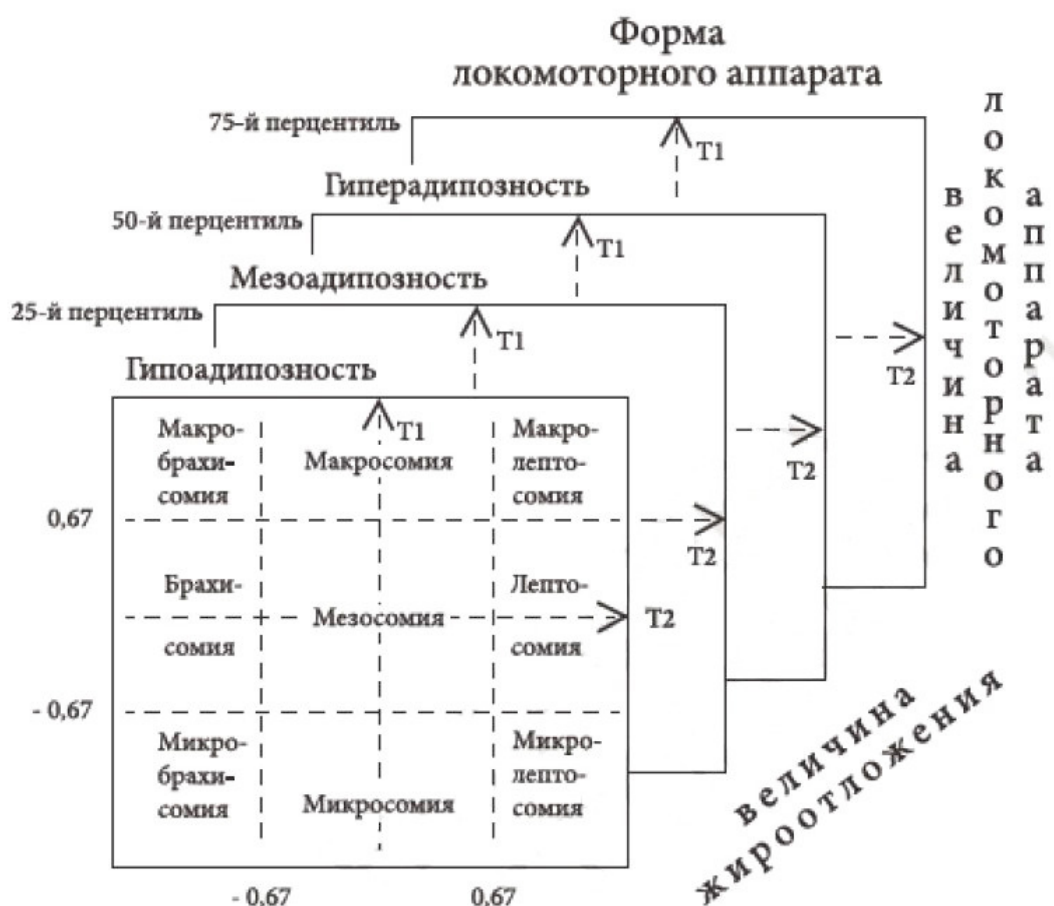 Форма
локомоторного аппарата
75-й перцентиль
T1
Гиперадипозность
50-й перцентиль
T1
Мезоадипозность
25-й перцентиль
T1
Гипоадипозность
T1
Макро-
брахи-
сомия
Макросомия
Макро-
лепто-
сомия
0,67
Брахи-
сомия
Мезосомия
Лепто-
сомия
T2
T2
T2
T2
- 0,67
Микро-
брахи-
сомия
Микросомия
Микро-
лепто-
сомия
- 0,67
0,67
величина
локомоторного
аппарата
величина
жироотложения